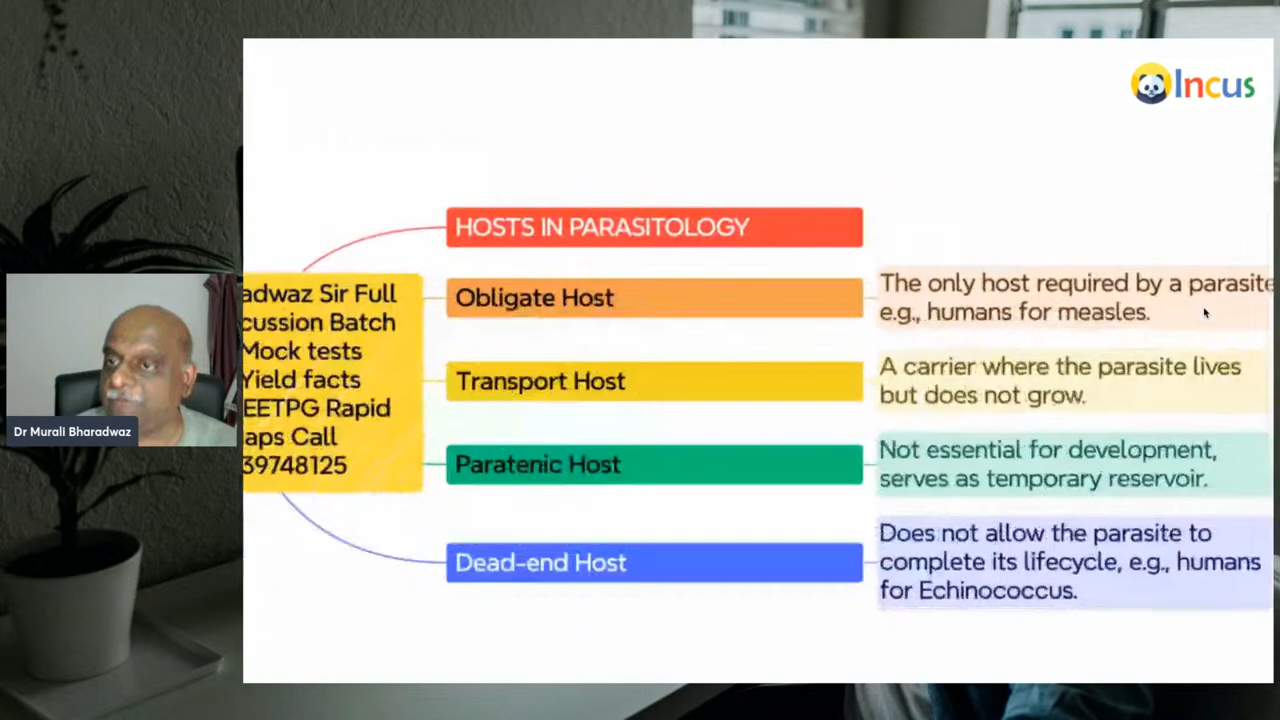 Incus
HOSTS IN PARASITOLOGY
adwaz Sir Full
cussion Batch
Mock tests
Yield facts
EETPG Rapid
aps Call
39748125
Obligate Host
The only host required by a parasite
e.g., humans for measles.
Transport Host
A carrier where the parasite lives
but does not grow.
Paratenic Host
Not essential for development,
serves as temporary reservoir.
Dead-end Host
Does not allow the parasite to
complete its lifecycle, e.g., humans
for Echinococcus.
Dr Murali Bharadwaz